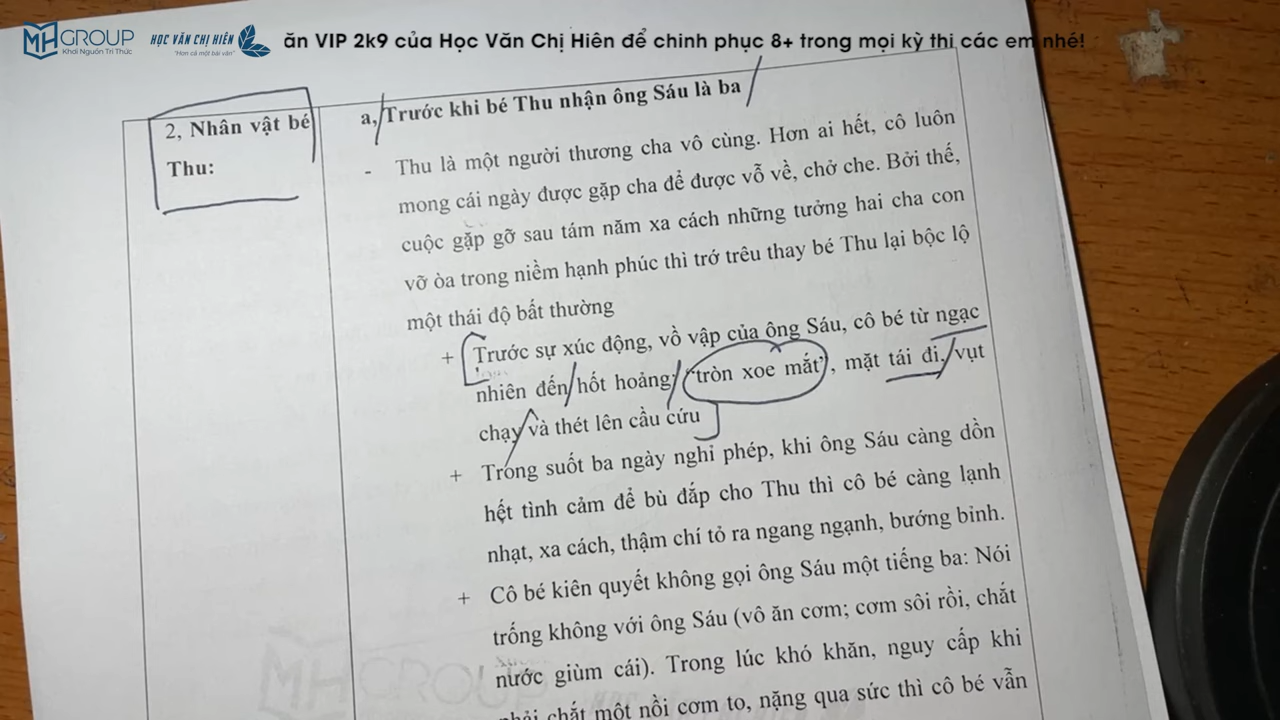 MH GROUP
Khơi Nguồn Tri Thức
HỌC VĂN CHỊ HIÊN
"Hơn cả một bài văn"
ăn VIP 2k9 của Học Văn Chị Hiên để chinh phục 8+ trong mọi kỳ thi các em nhé!
2, Nhân vật bé
Thu:
a, Trước khi bé Thu nhận ông Sáu là ba
- Thu là một người thương cha vô cùng. Hơn ai hết, cô luôn
mong cái ngày được gặp cha để được vỗ về, chở che. Bởi thế,
cuộc gặp gỡ sau tám năm xa cách những tưởng hai cha con
vỡ òa trong niềm hạnh phúc thì trớ trêu thay bé Thu lại bộc lộ
một thái độ bất thường
+ Trước sự xúc động, vồ vập của ông Sáu, cô bé từ ngạc
nhiên đến hốt hoảng: "tròn xoe mắt", mặt tái đi, vụt
chạy và thét lên cầu cứu
+ Trong suốt ba ngày nghỉ phép, khi ông Sáu càng dồn
hết tình cảm để bù đắp cho Thu thì cô bé càng lạnh
nhạt, xa cách, thậm chí tỏ ra ngang ngạnh, bướng bỉnh.
+ Cô bé kiên quyết không gọi ông Sáu một tiếng ba: Nói
trống không với ông Sáu (vô ăn cơm; cơm sôi rồi, chắt
nước giùm cái). Trong lúc khó khăn, nguy cấp khi
phải chắt một nồi cơm to, nặng qua sức thì cô bé vẫn
MH GROUP